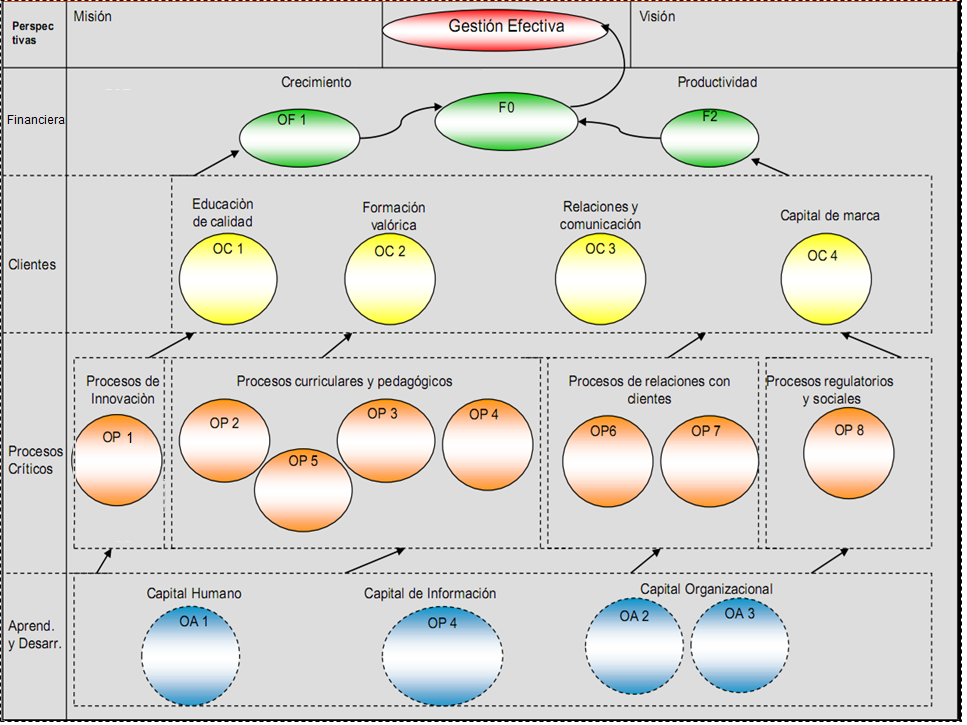 Perspec
tivas
Misión
Gestión Efectiva
Visión
Financiera
Crecimiento
Productividad
OF 1
F0
F2
Clientes
Educaciòn
de calidad
Formación
valórica
Relaciones y
comunicación
Capital de marca
OC 1
OC 2
OC 3
OC 4
Procesos
Críticos
Procesos de
Innovaciòn
Procesos curriculares y pedagógicos
Procesos de relaciones con
clientes
Procesos regulatorios
y sociales
OP 1
OP 2
OP 5
OP 3
OP 4
OP6
OP 7
OP 8
Aprend.
y Desarr.
Capital Humano
Capital de Información
Capital Organizacional
OA 1
OP 4
OA 2
OA 3